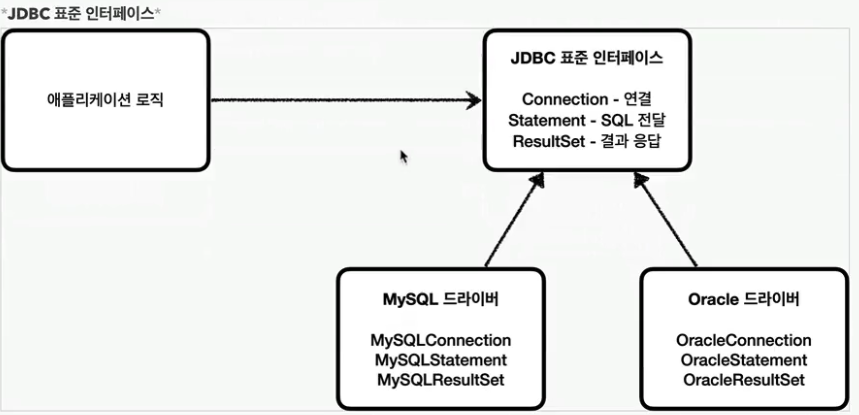 *JDBC 표준 인터페이스*
애플리케이션 로직
JDBC 표준 인터페이스
Connection - 연결
Statement - SQL 전달
ResultSet - 결과 응답
MySQL 드라이버
MySQLConnection
MySQLStatement
MySQLResultSet
Oracle 드라이버
OracleConnection
OracleStatement
OracleResultSet